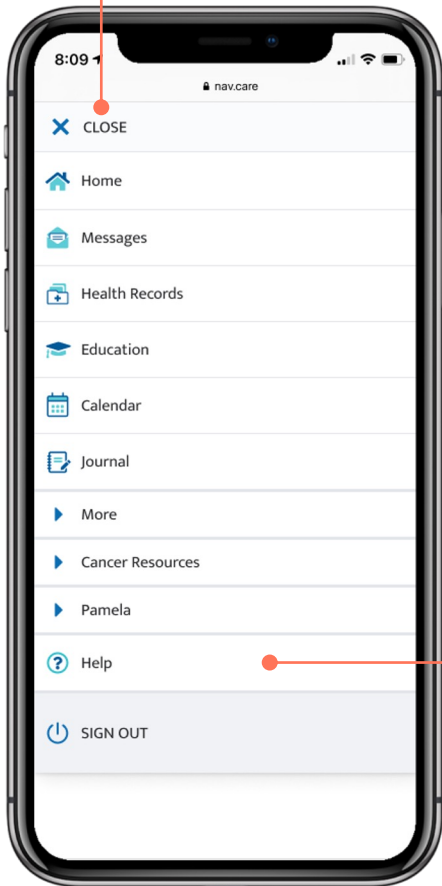 8:09
nav.care
CLOSE
Home
Messages
Health Records
Education
Calendar
Journal
More
Cancer Resources
Pamela
Help
SIGN OUT